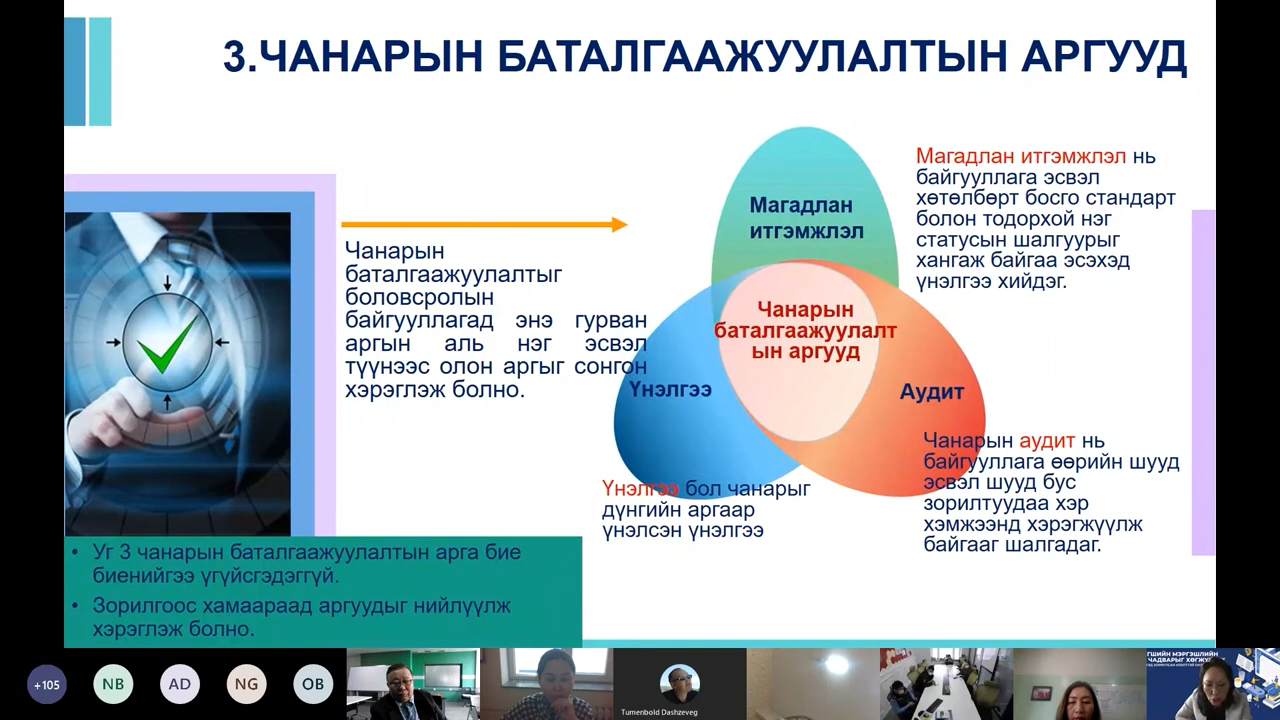 3.ЧАНАРЫН БАТАЛГААЖУУЛАЛТЫН АРГУУД
Чанарын
баталгаажуулалтыг
боловсролын
байгууллагад энэ гурван
аргын аль нэг эсвэл
түүнээс олон аргыг сонгон
хэрэглэж болно.
Магадлан
итгэмжлэл
Чанарын
баталгаажуулалт
ын аргууд
Үнэлгээ
Аудит
Магадлан итгэмжлэл нь
байгууллага эсвэл
хөтөлбөрт босго стандарт
болон тодорхой нэг
статусын шалгуурыг
хангаж байгаа эсэхэд
үнэлгээ хийдэг.
Үнэлгээ бол чанарыг
дүнгийн аргаар
үнэлсэн үнэлгээ
Чанарын аудит нь
байгууллага өөрийн шууд
эсвэл шууд бус
зорилтуудаа хэр
хэмжээнд хэрэгжүүлж
байгааг шалгадаг.
• Уг 3 чанарын баталгаажуулалтын арга бие
биенийгээ үгүйсгэдэггүй.
• Зорилгоос хамаараад аргуудыг нийлүүлж
хэрэглэж болно.
+105
NB
AD
NG
OB
Tumenbold Dashzeveg
ГШИЙН МЭРГЭШЛИЙН
ЧАДВАРЫГ